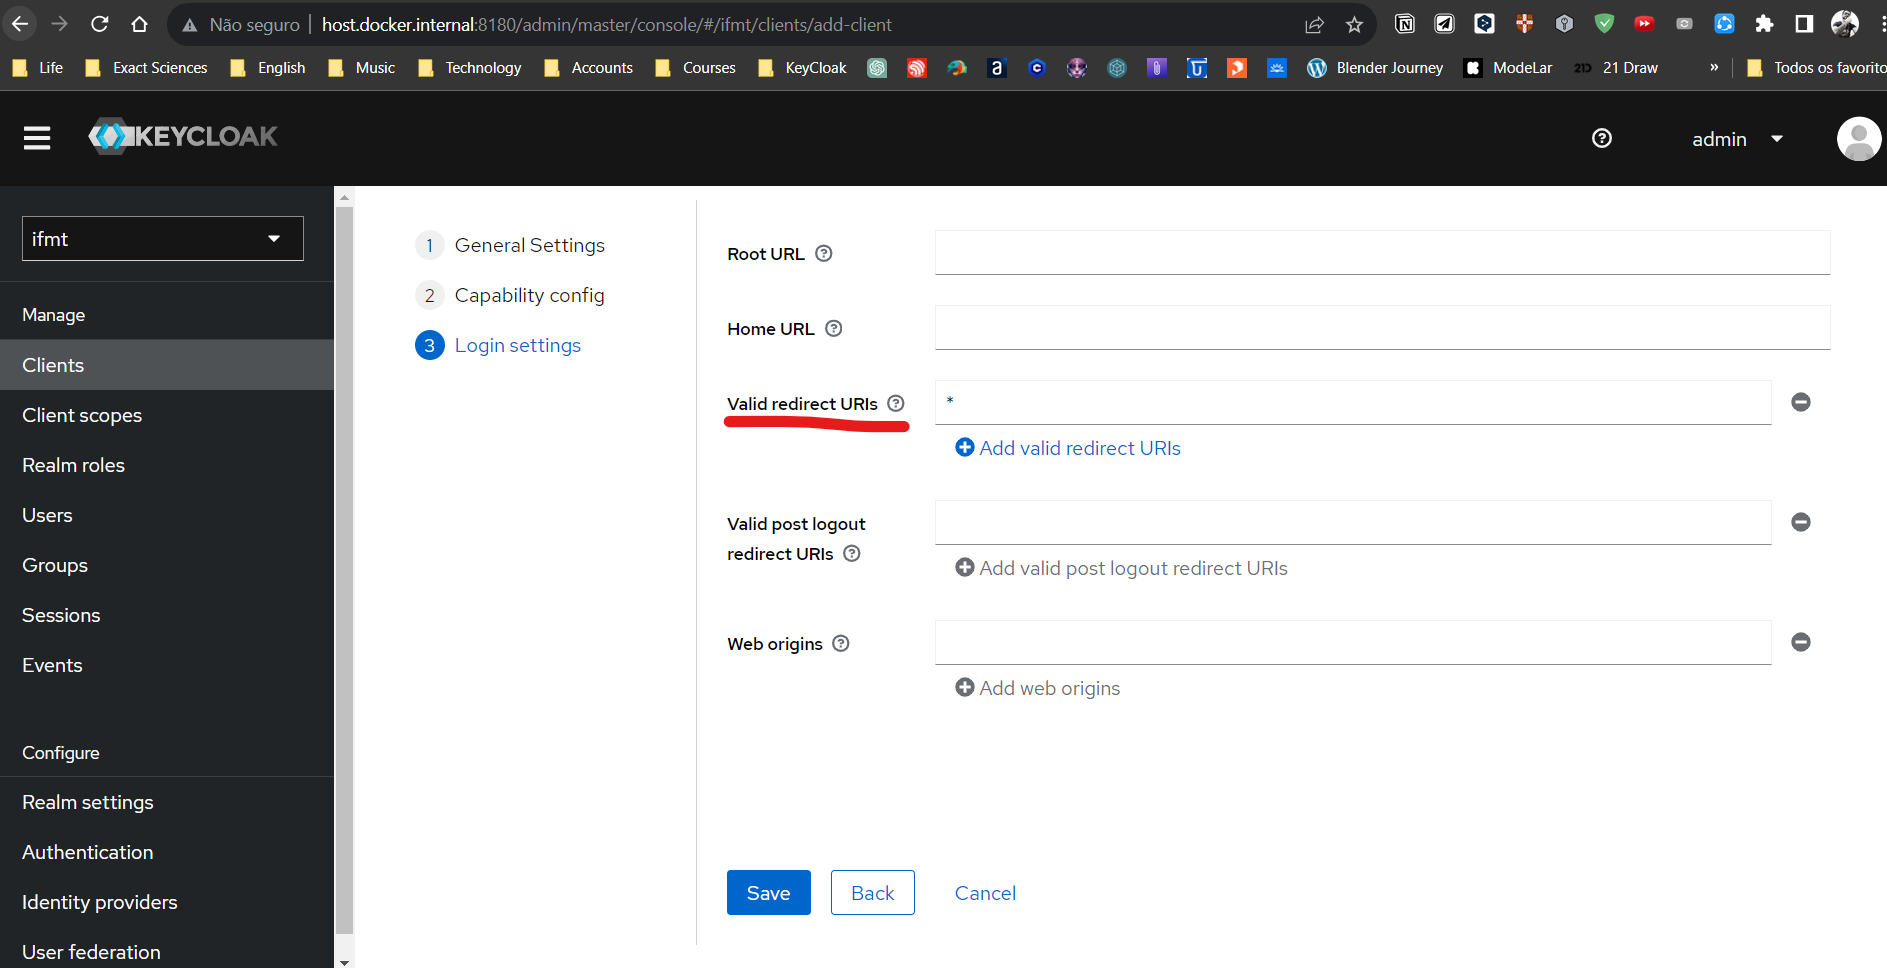 Não seguro host.docker.internal:8180/admin/master/console/#/ifmt/clients/add-client
Life Exact Sciences English Music Technology Accounts Courses KeyCloak Blender Journey ModeLar 21D 21 Draw » Todos os favorito
KEYCLOAK
admin
ifmt
Manage
Clients
Client scopes
Realm roles
Users
Groups
Sessions
Events
Configure
Realm settings
Authentication
Identity providers
User federation
1 General Settings
2 Capability config
3 Login settings
Root URL
Home URL
Valid redirect URIs *
Add valid redirect URIs
Valid post logout
redirect URIs
Add valid post logout redirect URIs
Web origins
Add web origins
Save Back Cancel